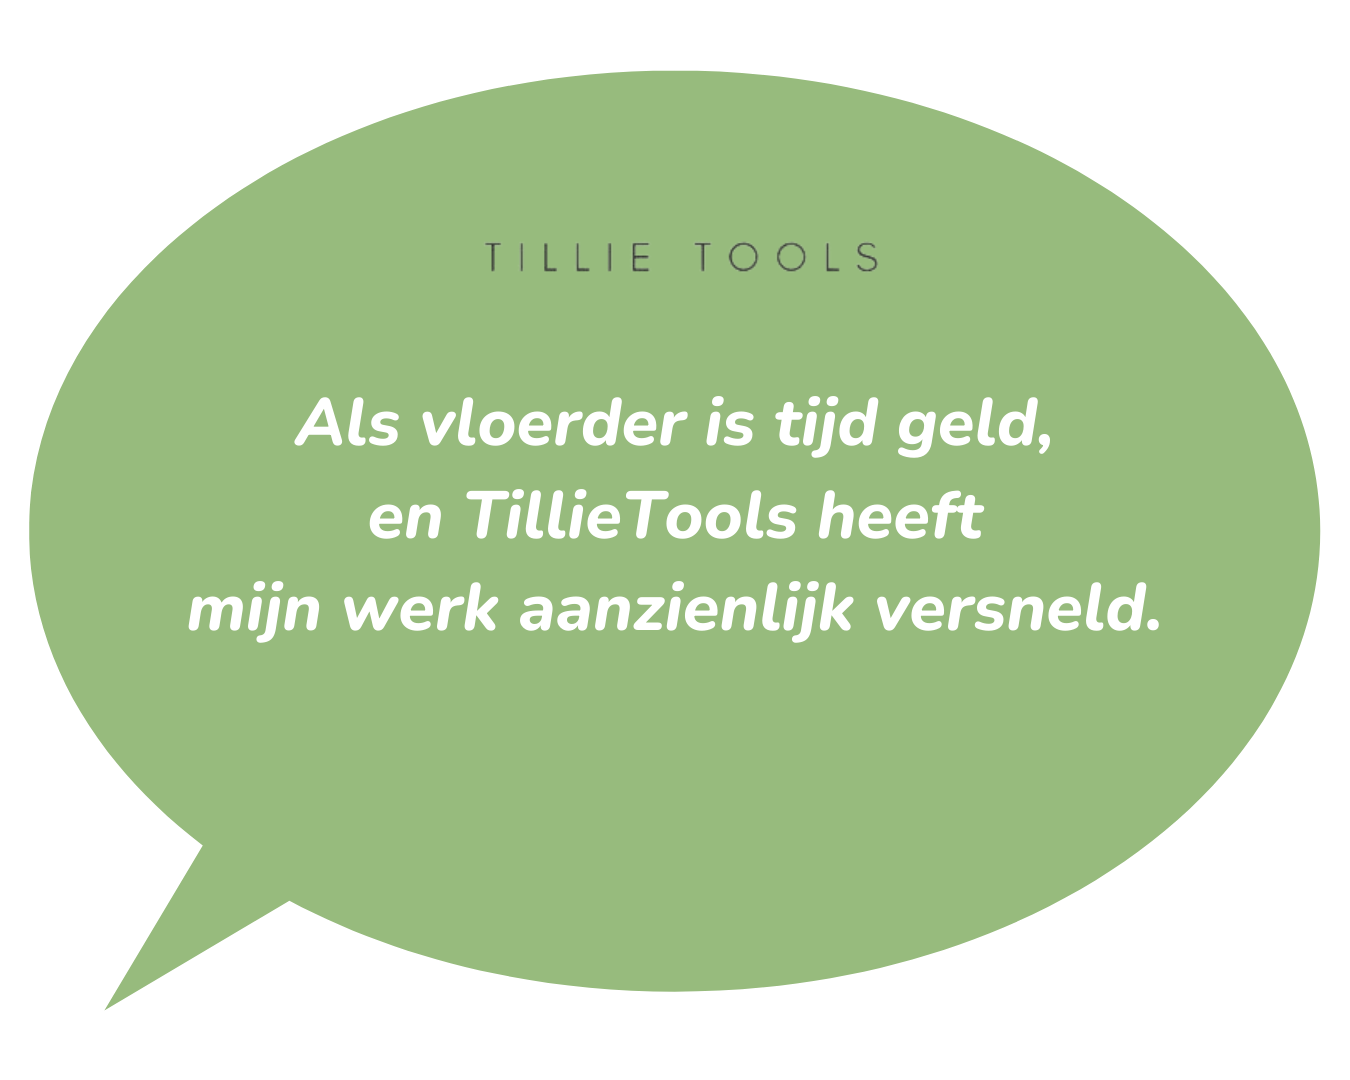 TILLIE TOOLS
Als vloerder is tijd geld,
en TillieTools heeft
mijn werk aanzienlijk versneld.